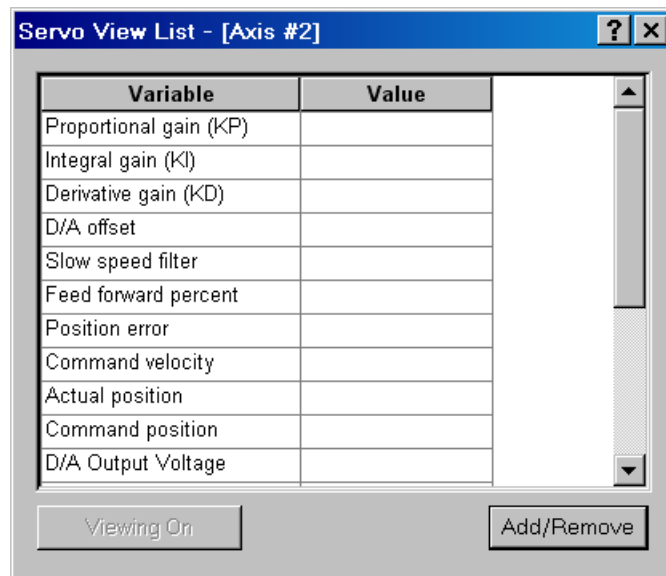 Servo View List - [Axis #2]
Variable Value
Proportional gain (KP)
Integral gain (KI)
Derivative gain (KD)
D/A offset
Slow speed filter
Feed forward percent
Position error
Command velocity
Actual position
Command position
D/A Output Voltage
Viewing On Add/Remove